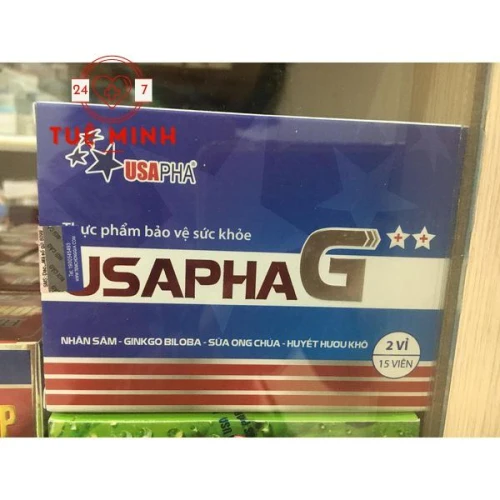 24 7
TUỆ MINH
USAPHA®
Thực phẩm bảo vệ sức khỏe
USAPHA G
NHÂN SÂM - GINKGO BILOBA - SỮA ONG CHÚA - HUYẾT HƯƠU KHÔ
2 VỈ
15 VIÊN